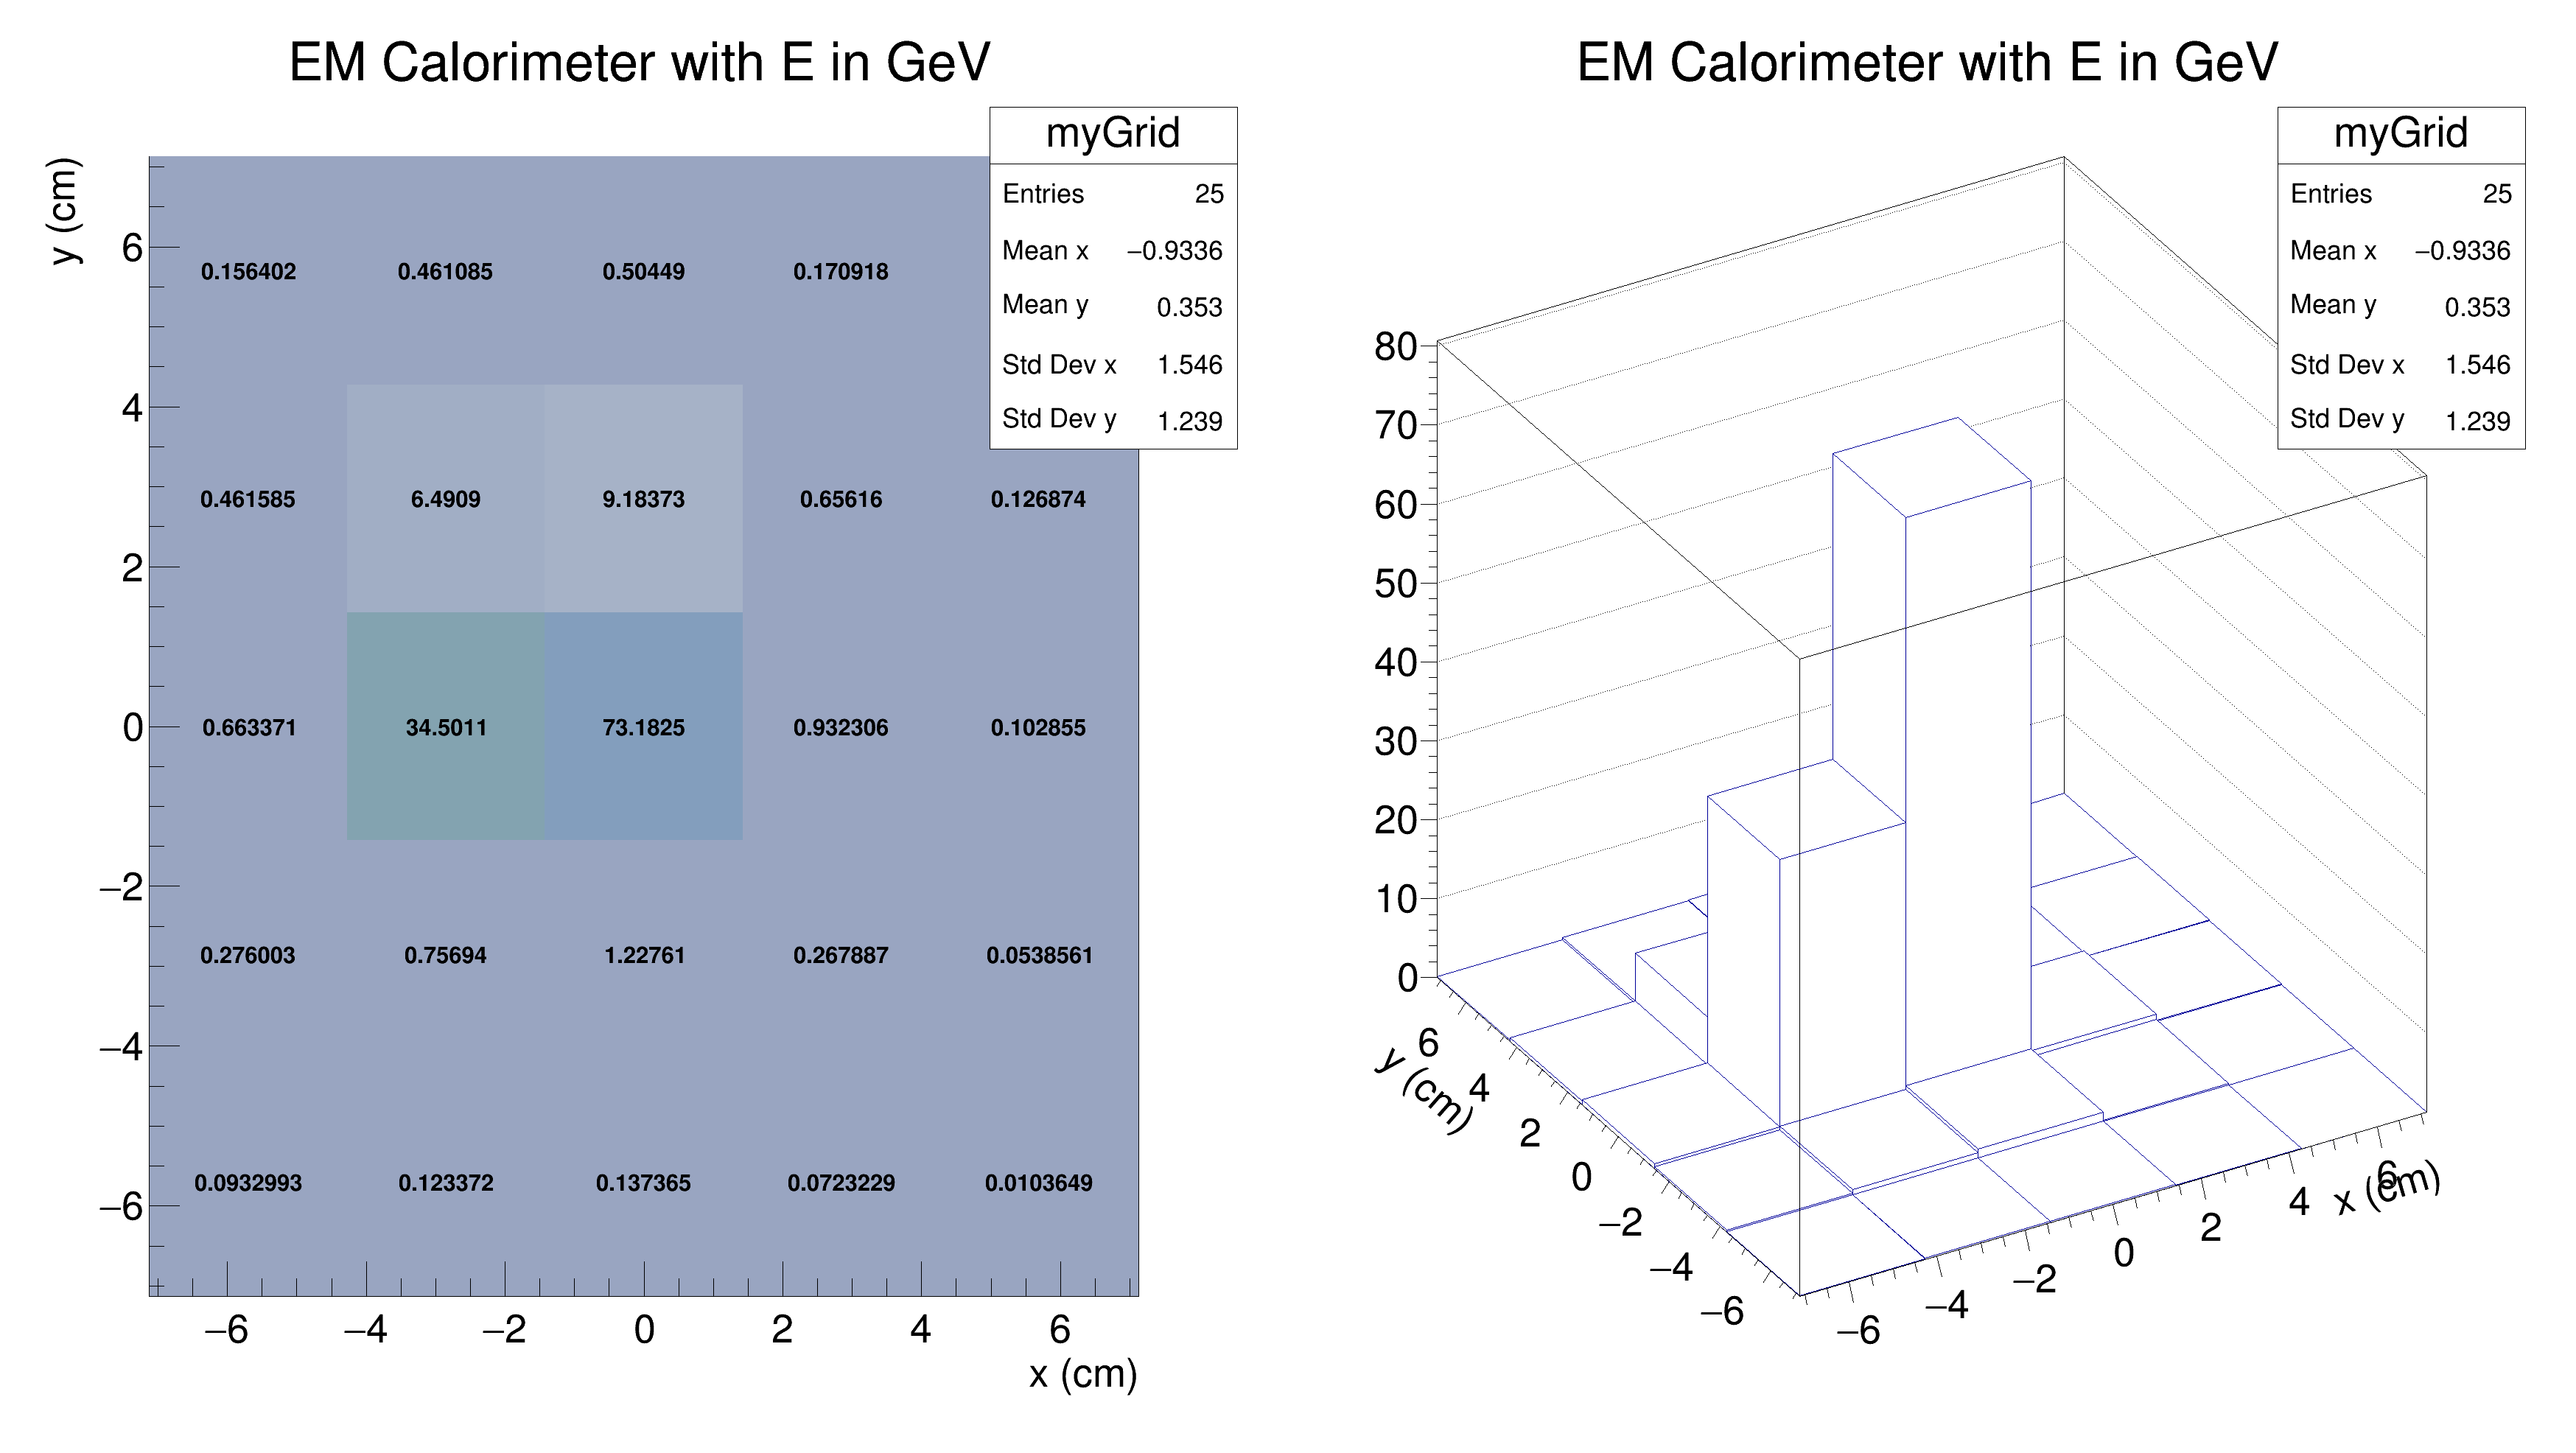 EM Calorimeter with E in GeV
myGrid
Entries 25
Mean x −0.9336
Mean y 0.353
Std Dev x 1.546
Std Dev y 1.239
y (cm)
6
4
2
0
−2
−4
−6
0.156402 0.461085 0.50449 0.170918
0.461585 6.4909 9.18373 0.65616 0.126874
0.663371 34.5011 73.1825 0.932306 0.102855
0.276003 0.75694 1.22761 0.267887 0.0538561
0.0932993 0.123372 0.137365 0.0723229 0.0103649
−6 −4 −2 0 2 4 6
x (cm)
EM Calorimeter with E in GeV
myGrid
Entries 25
Mean x −0.9336
Mean y 0.353
Std Dev x 1.546
Std Dev y 1.239
80
70
60
50
40
30
20
10
0
6
4
2
0
−2
−4
−6
y (cm)
−6
−4
−2
0
2
4
6
x (cm)